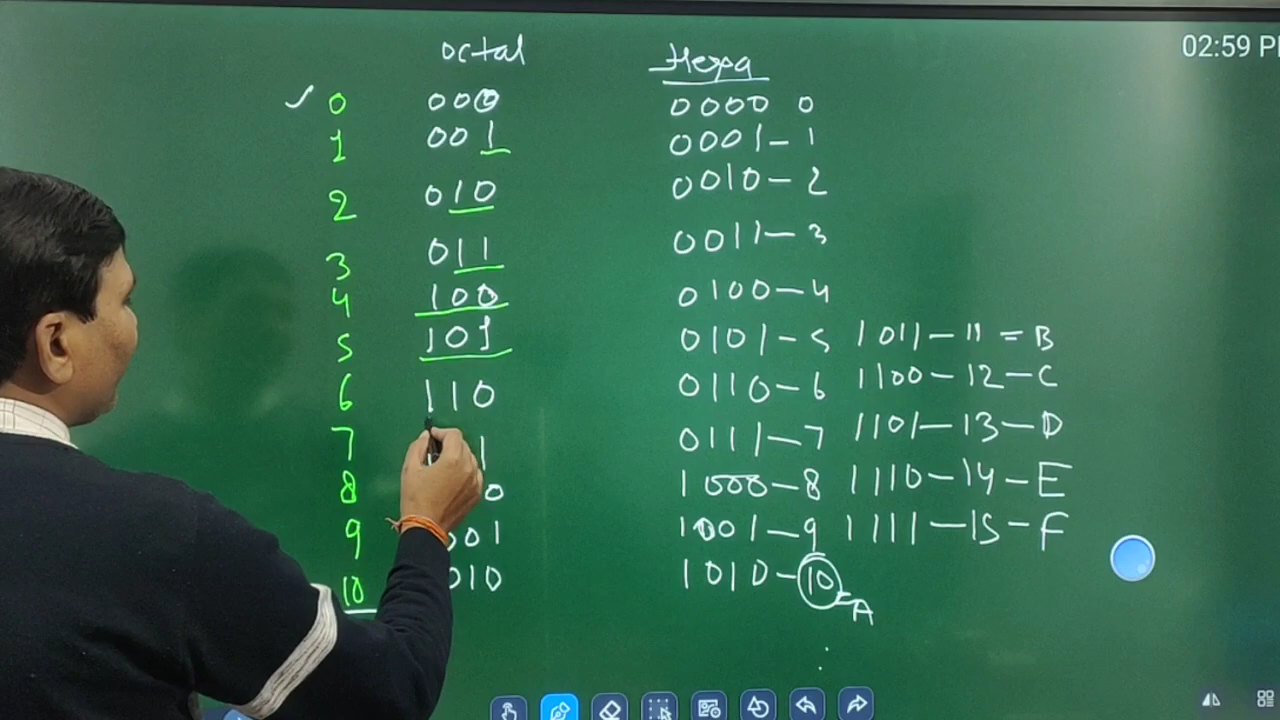 02:59 P
Octal Hexa
0 000 0000 0
1 001 0001-1
2 010 0010-2
3 011 0011-3
4 100 0100-4
5 101 0101-5 1011-11=B
6 110 0110-6 1100-12-C
7 1 0111-7 1101-13-D
8 0 1000-8 1110-14-E
9 001 1001-9 1111-15-F
10 010 1010-10=A